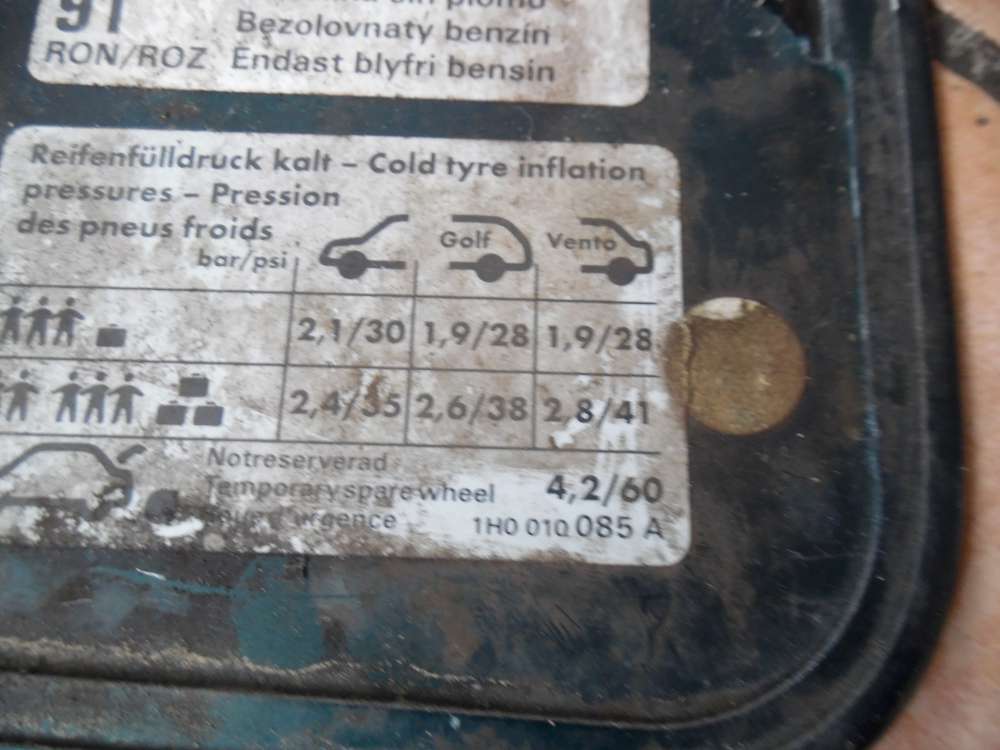 91
Bezolovnatý benzín
RON/ROZ Endast blyfri bensin
Reifenfülldruck kalt – Cold tyre inflation
pressures – Pression
des pneus froids
bar/psi
Golf
Vento
2,1/30 1,9/28 1,9/28
2,4/35 2,6/38 2,8/41
Notreserverad
Temporary spare wheel 4,2/60
1H0 010 085 A